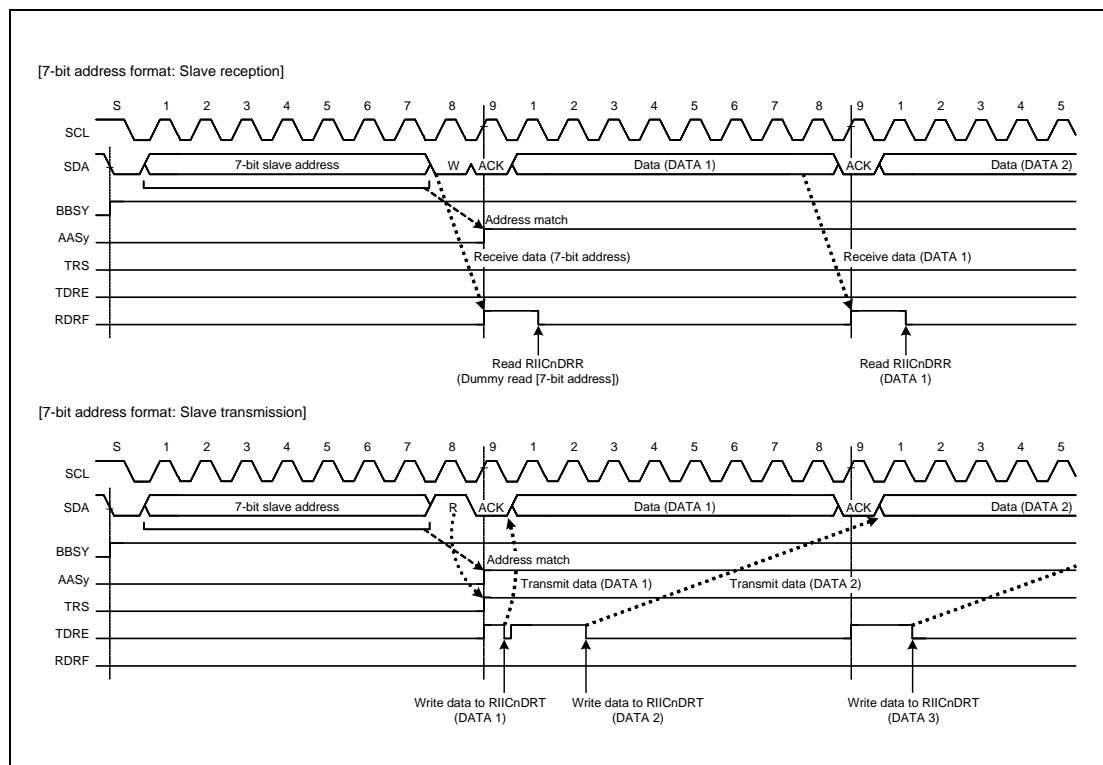 [7-bit address format: Slave reception]
S 1 2 3 4 5 6 7 8 9 1 2 3 4 5 6 7 8 9 1 2 3 4 5
SCL
SDA 7-bit slave address W ACK Data (DATA 1) ACK Data (DATA 2)
BBSY
Address match
AASy
Receive data (7-bit address) Receive data (DATA 1)
TRS
TDRE
RDRF
Read RIICnDRR Read RIICnDRR
(Dummy read [7-bit address]) (DATA 1)
[7-bit address format: Slave transmission]
S 1 2 3 4 5 6 7 8 9 1 2 3 4 5 6 7 8 9 1 2 3 4 5
SCL
SDA 7-bit slave address R ACK Data (DATA 1) ACK Data (DATA 2)
BBSY
Address match
AASy
Transmit data (DATA 1) Transmit data (DATA 2)
TRS
TDRE
RDRF
Write data to RIICnDRT Write data to RIICnDRT Write data to RIICnDRT
(DATA 1) (DATA 2) (DATA 3)